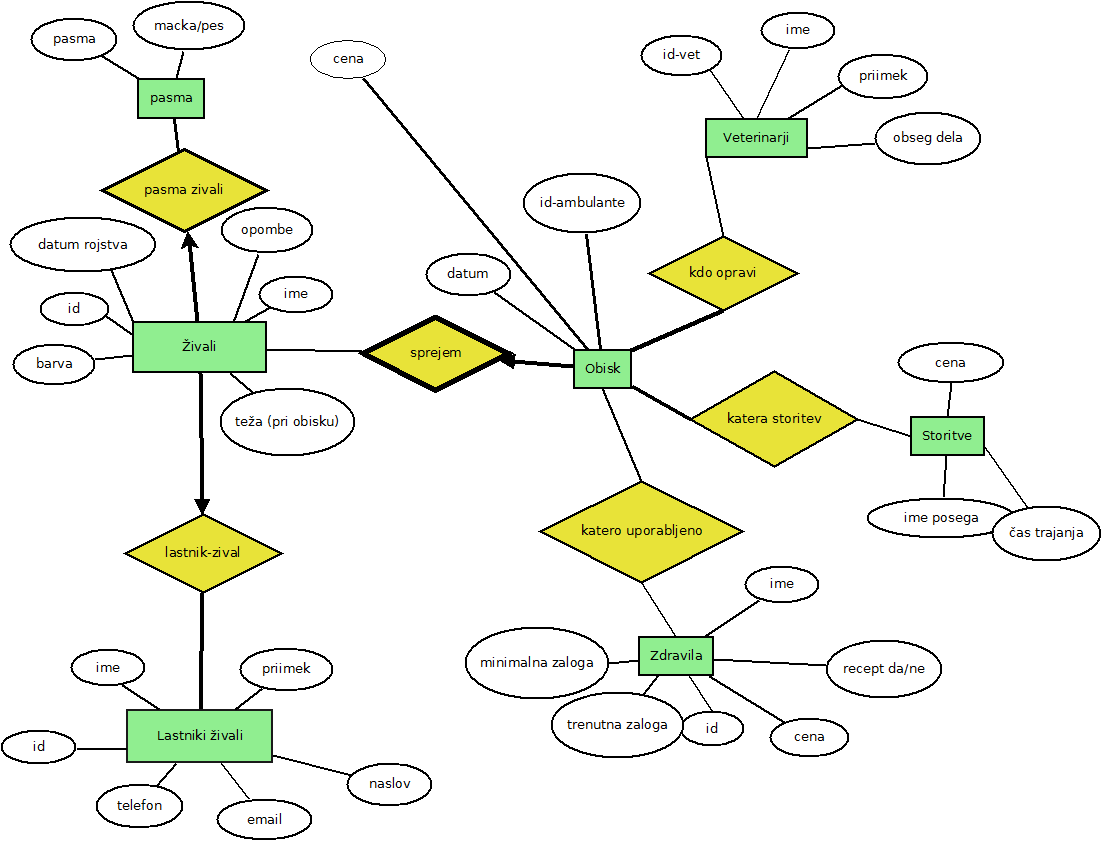 macka/pes
pasma
pasma
pasma zivali
cena
ime
id-vet
priimek
Veterinarji
obseg dela
id-ambulante
opombe
datum rojstva
datum
kdo opravi
ime
id
Živali
sprejem
barva
Obisk
cena
teža (pri obisku)
katera storitev
Storitve
ime posega
čas trajanja
lastnik-zival
katero uporabljeno
ime
minimalna zaloga
Zdravila
recept da/ne
trenutna zaloga
id
cena
ime
priimek
id
Lastniki živali
naslov
telefon
email